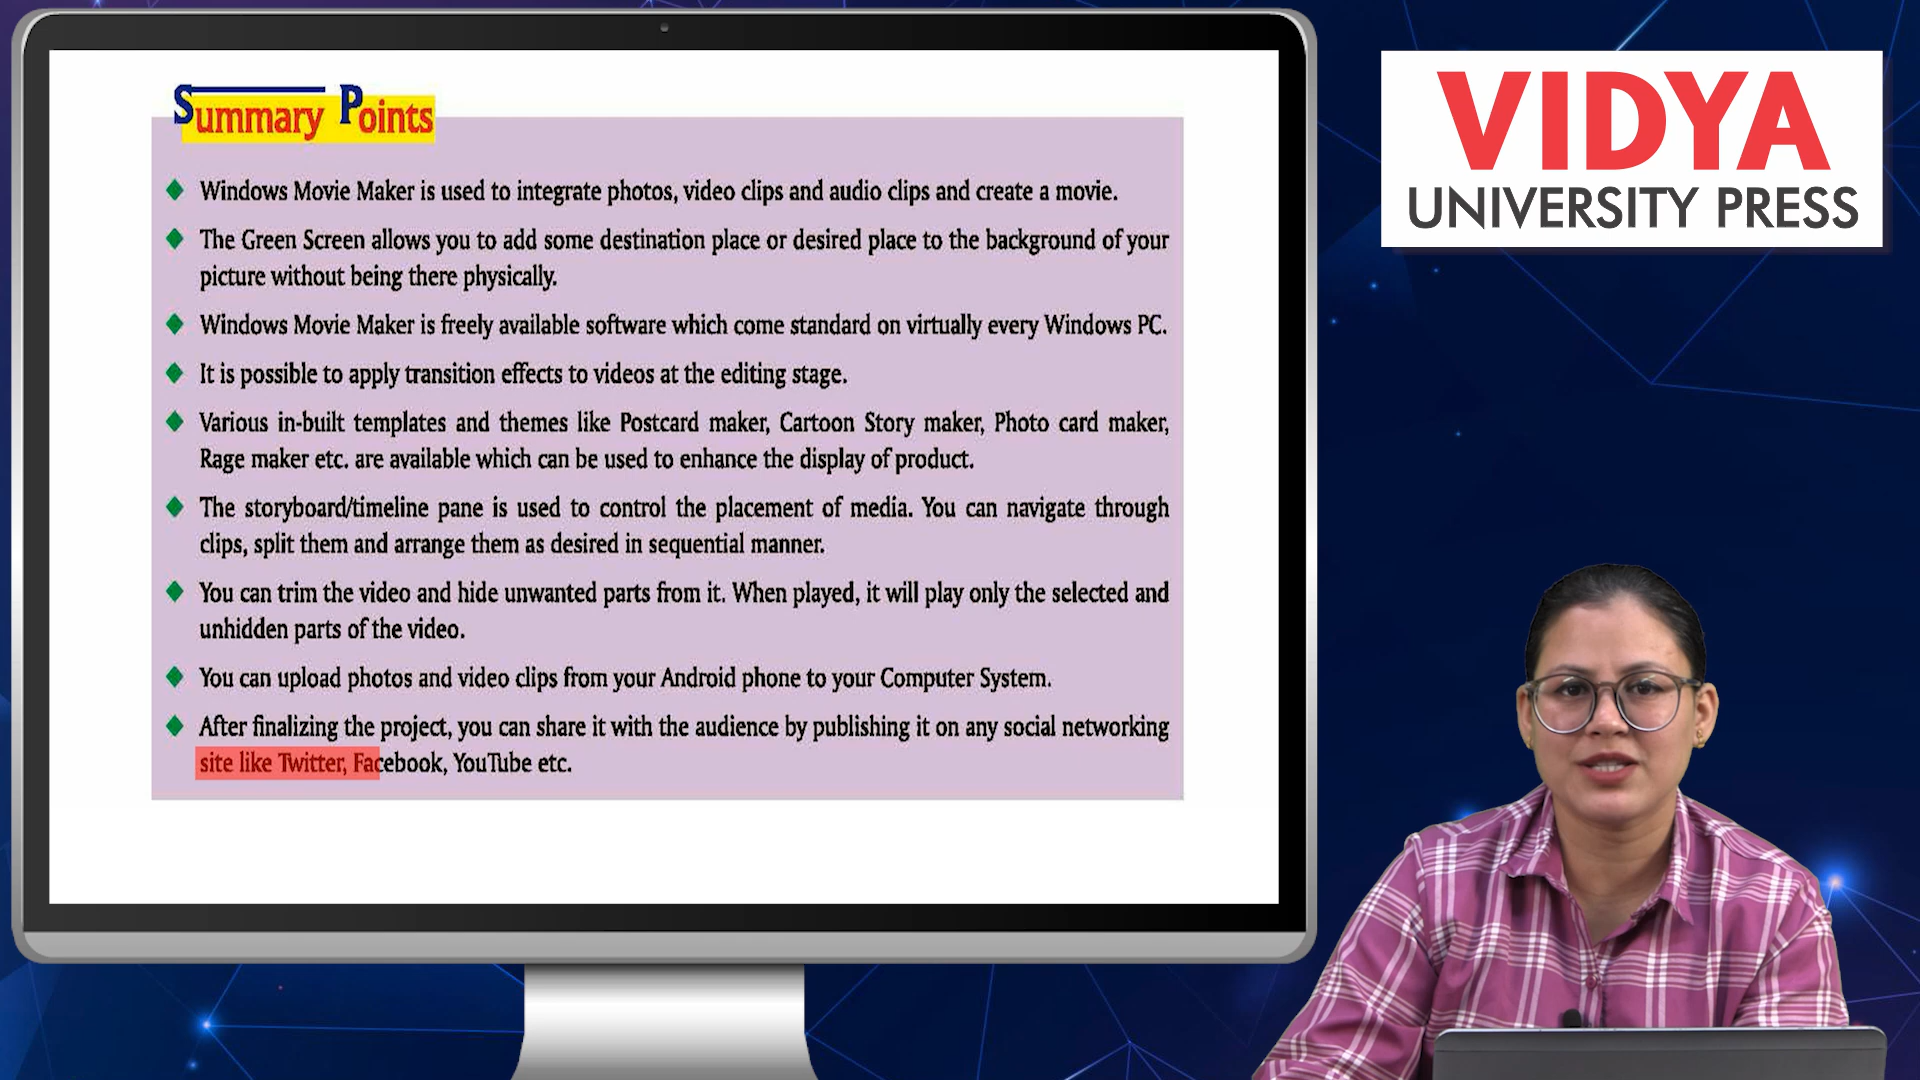 Summary Points
Windows Movie Maker is used to integrate photos, video clips and audio clips and create a movie.
The Green Screen allows you to add some destination place or desired place to the background of your
picture without being there physically.
Windows Movie Maker is freely available software which come standard on virtually every Windows PC.
It is possible to apply transition effects to videos at the editing stage.
Various in-built templates and themes like Postcard maker, Cartoon Story maker, Photo card maker,
Rage maker etc. are available which can be used to enhance the display of product.
The storyboard/timeline pane is used to control the placement of media. You can navigate through
clips, split them and arrange them as desired in sequential manner.
You can trim the video and hide unwanted parts from it. When played, it will play only the selected and
unhidden parts of the video.
You can upload photos and video clips from your Android phone to your Computer System.
After finalizing the project, you can share it with the audience by publishing it on any social networking
site like Twitter, Facebook, YouTube etc.
VIDYA
UNIVERSITY PRESS